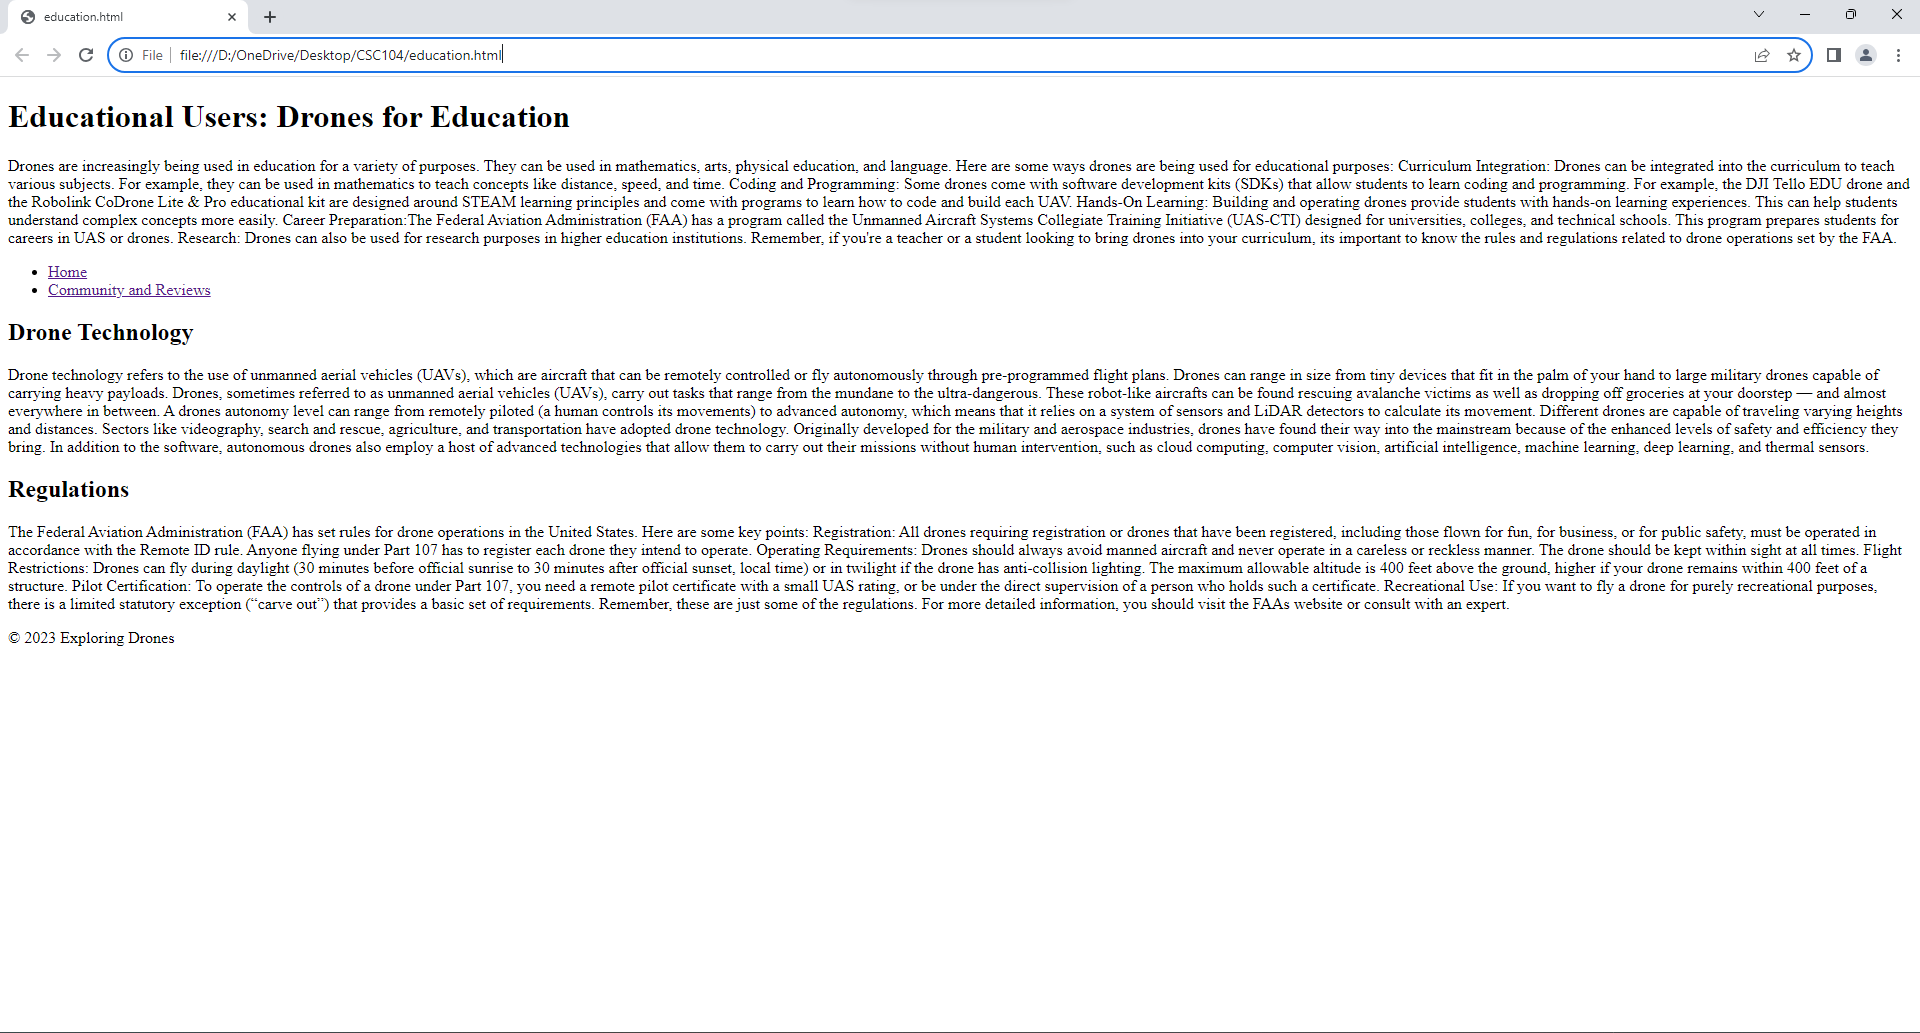 education.html
File
file:///D:/OneDrive/Desktop/CSC104/education.html
Educational Users: Drones for Education
Drones are increasingly being used in education for a variety of purposes. They can be used in mathematics, arts, physical education, and language. Here are some ways drones are being used for educational purposes: Curriculum Integration: Drones can be integrated into the curriculum to teach
various subjects. For example, they can be used in mathematics to teach concepts like distance, speed, and time. Coding and Programming: Some drones come with software development kits (SDKs) that allow students to learn coding and programming. For example, the DJI Tello EDU drone and
the Robolink CoDrone Lite & Pro educational kit are designed around STEAM learning principles and come with programs to learn how to code and build each UAV. Hands-On Learning: Building and operating drones provide students with hands-on learning experiences. This can help students
understand complex concepts more easily. Career Preparation:The Federal Aviation Administration (FAA) has a program called the Unmanned Aircraft Systems Collegiate Training Initiative (UAS-CTI) designed for universities, colleges, and technical schools. This program prepares students for
careers in UAS or drones. Research: Drones can also be used for research purposes in higher education institutions. Remember, if you're a teacher or a student looking to bring drones into your curriculum, its important to know the rules and regulations related to drone operations set by the FAA.
Home
Community and Reviews
Drone Technology
Drone technology refers to the use of unmanned aerial vehicles (UAVs), which are aircraft that can be remotely controlled or fly autonomously through pre-programmed flight plans. Drones can range in size from tiny devices that fit in the palm of your hand to large military drones capable of
carrying heavy payloads. Drones, sometimes referred to as unmanned aerial vehicles (UAVs), carry out tasks that range from the mundane to the ultra-dangerous. These robot-like aircrafts can be found rescuing avalanche victims as well as dropping off groceries at your doorstep — and almost
everywhere in between. A drones autonomy level can range from remotely piloted (a human controls its movements) to advanced autonomy, which means that it relies on a system of sensors and LiDAR detectors to calculate its movement. Different drones are capable of traveling varying heights
and distances. Sectors like videography, search and rescue, agriculture, and transportation have adopted drone technology. Originally developed for the military and aerospace industries, drones have found their way into the mainstream because of the enhanced levels of safety and efficiency they
bring. In addition to the software, autonomous drones also employ a host of advanced technologies that allow them to carry out their missions without human intervention, such as cloud computing, computer vision, artificial intelligence, machine learning, deep learning, and thermal sensors.
Regulations
The Federal Aviation Administration (FAA) has set rules for drone operations in the United States. Here are some key points: Registration: All drones requiring registration or drones that have been registered, including those flown for fun, for business, or for public safety, must be operated in
accordance with the Remote ID rule. Anyone flying under Part 107 has to register each drone they intend to operate. Operating Requirements: Drones should always avoid manned aircraft and never operate in a careless or reckless manner. The drone should be kept within sight at all times. Flight
Restrictions: Drones can fly during daylight (30 minutes before official sunrise to 30 minutes after official sunset, local time) or in twilight if the drone has anti-collision lighting. The maximum allowable altitude is 400 feet above the ground, higher if your drone remains within 400 feet of a
structure. Pilot Certification: To operate the controls of a drone under Part 107, you need a remote pilot certificate with a small UAS rating, or be under the direct supervision of a person who holds such a certificate. Recreational Use: If you want to fly a drone for purely recreational purposes,
there is a limited statutory exception (“carve out”) that provides a basic set of requirements. Remember, these are just some of the regulations. For more detailed information, you should visit the FAAs website or consult with an expert.
© 2023 Exploring Drones